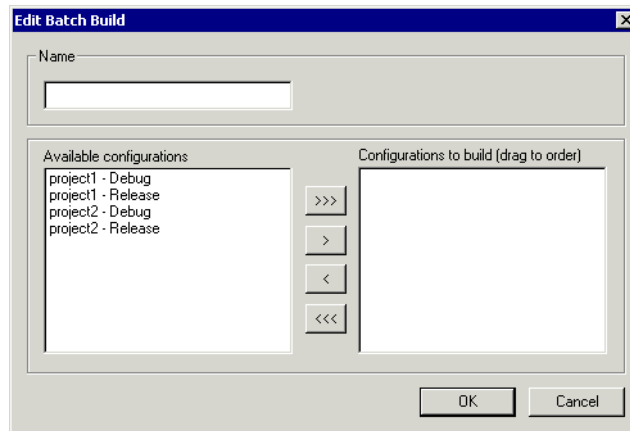 Edit Batch Build
Name
Available configurations
project1 - Debug
project1 - Release
project2 - Debug
project2 - Release
>>>
>
<
<<<
Configurations to build (drag to order)
OK
Cancel